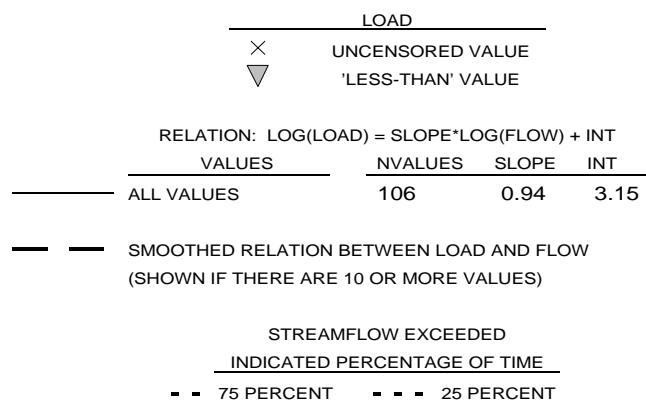 LOAD
UNCENSORED VALUE
'LESS-THAN' VALUE
RELATION: LOG(LOAD) = SLOPE*LOG(FLOW) + INT
VALUES NVALUES SLOPE INT
ALL VALUES 106 0.94 3.15
SMOOTHED RELATION BETWEEN LOAD AND FLOW
(SHOWN IF THERE ARE 10 OR MORE VALUES)
STREAMFLOW EXCEEDED
INDICATED PERCENTAGE OF TIME
75 PERCENT 25 PERCENT